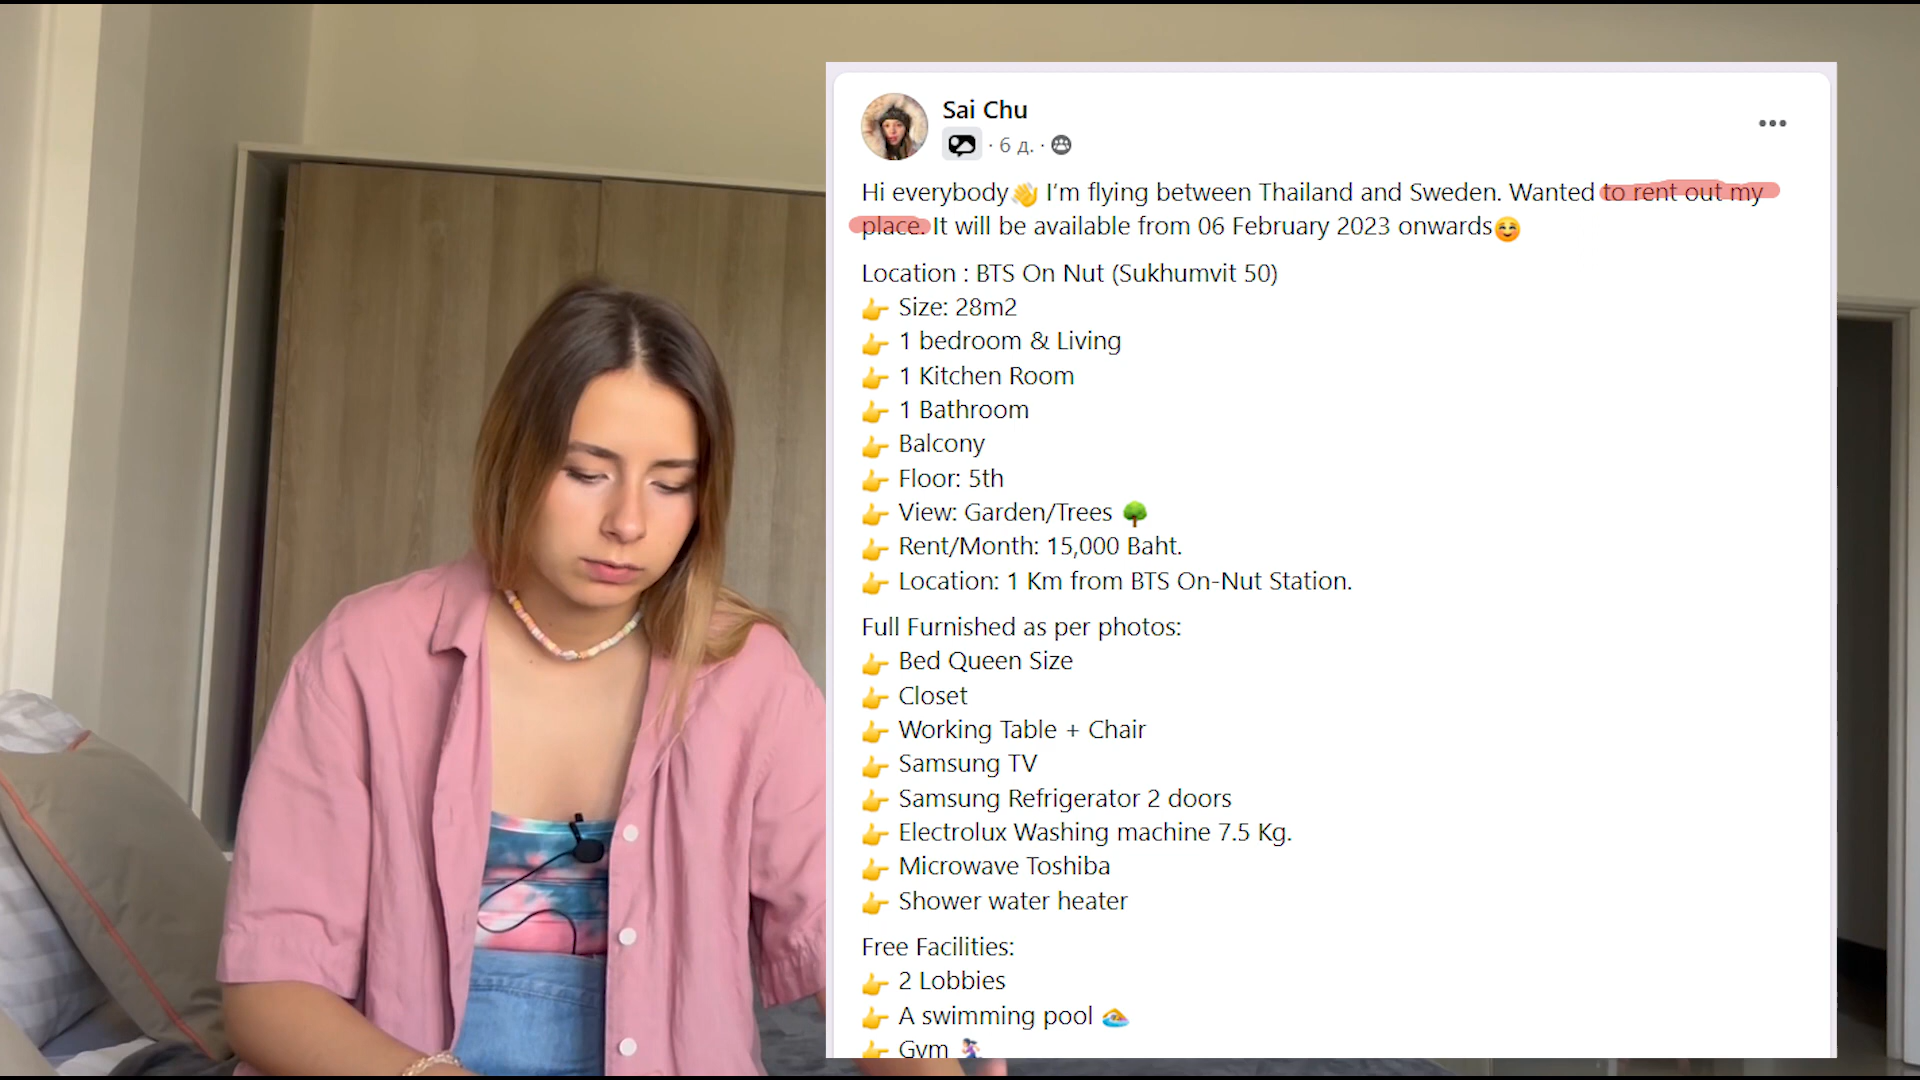 Sai Chu
· 6 д. ·
Hi everybody👋 I'm flying between Thailand and Sweden. Wanted to rent out my
place. It will be available from 06 February 2023 onwards☺️
Location : BTS On Nut (Sukhumvit 50)
👉 Size: 28m2
👉 1 bedroom & Living
👉 1 Kitchen Room
👉 1 Bathroom
👉 Balcony
👉 Floor: 5th
👉 View: Garden/Trees 🌳
👉 Rent/Month: 15,000 Baht.
👉 Location: 1 Km from BTS On-Nut Station.
Full Furnished as per photos:
👉 Bed Queen Size
👉 Closet
👉 Working Table + Chair
👉 Samsung TV
👉 Samsung Refrigerator 2 doors
👉 Electrolux Washing machine 7.5 Kg.
👉 Microwave Toshiba
👉 Shower water heater
Free Facilities:
👉 2 Lobbies
👉 A swimming pool 🏊
👉 Gym 🏃‍♀️